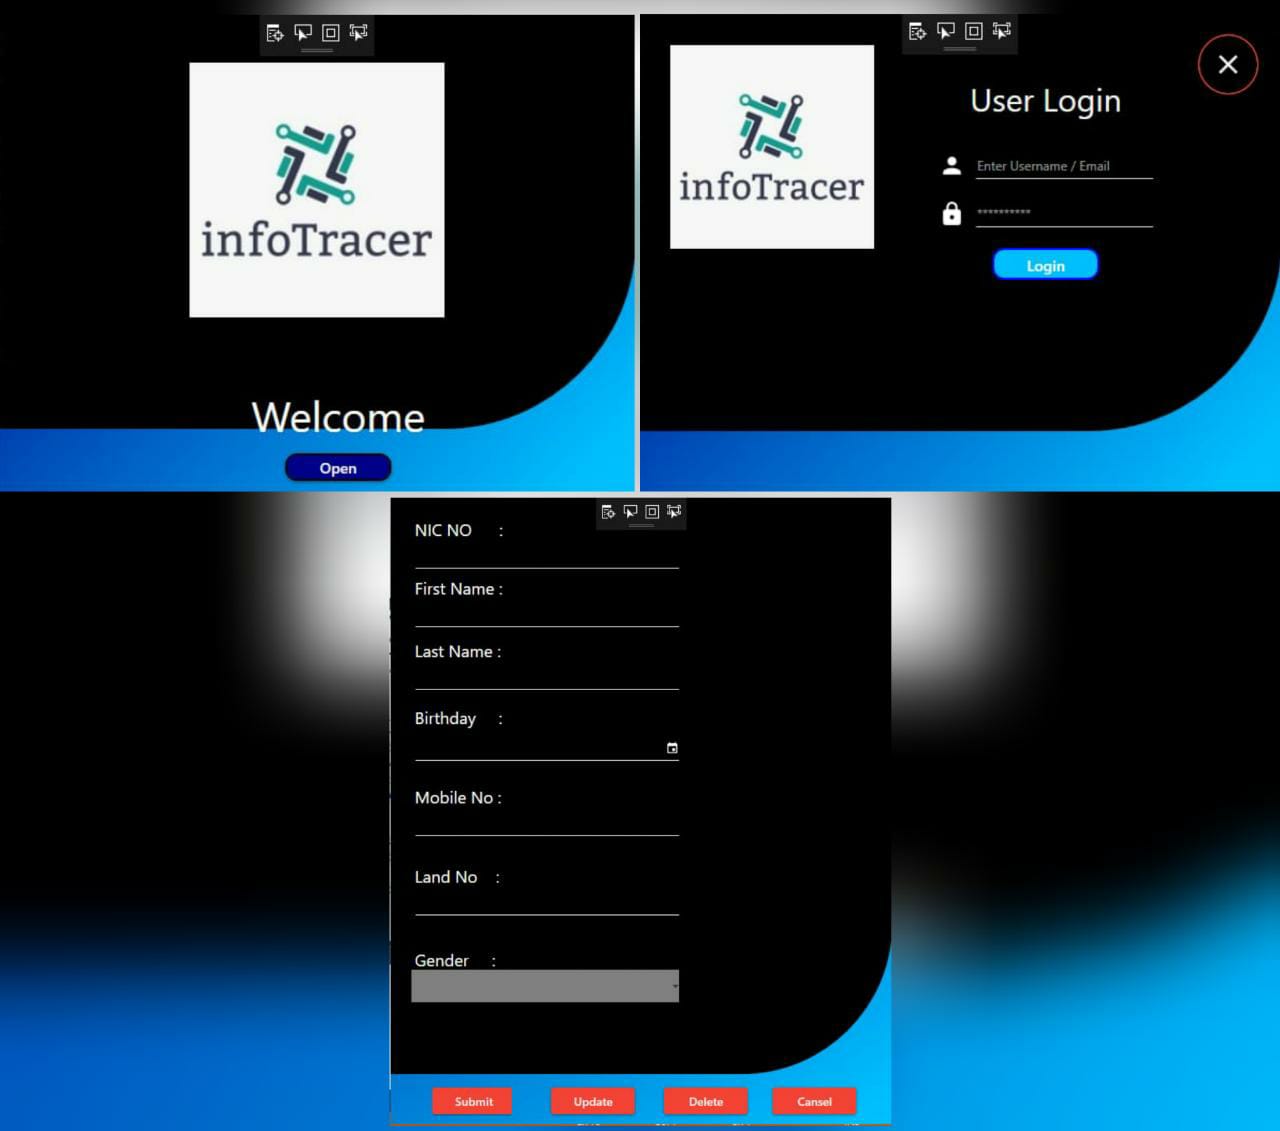 infoTracer
Welcome
Open
infoTracer
User Login
Enter Username / Email
**********
Login
NIC NO :
First Name :
Last Name :
Birthday :
Mobile No :
Land No :
Gender :
Submit Update Delete Cansel